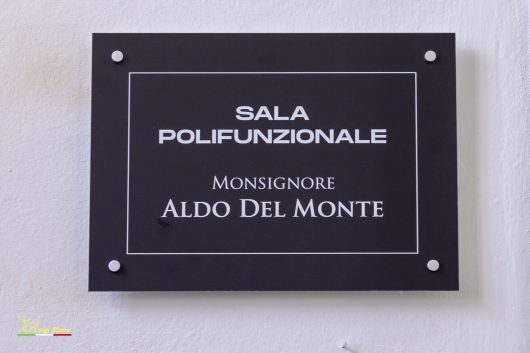 SALA
POLIFUNZIONALE
MONSIGNORE
ALDO DEL MONTE